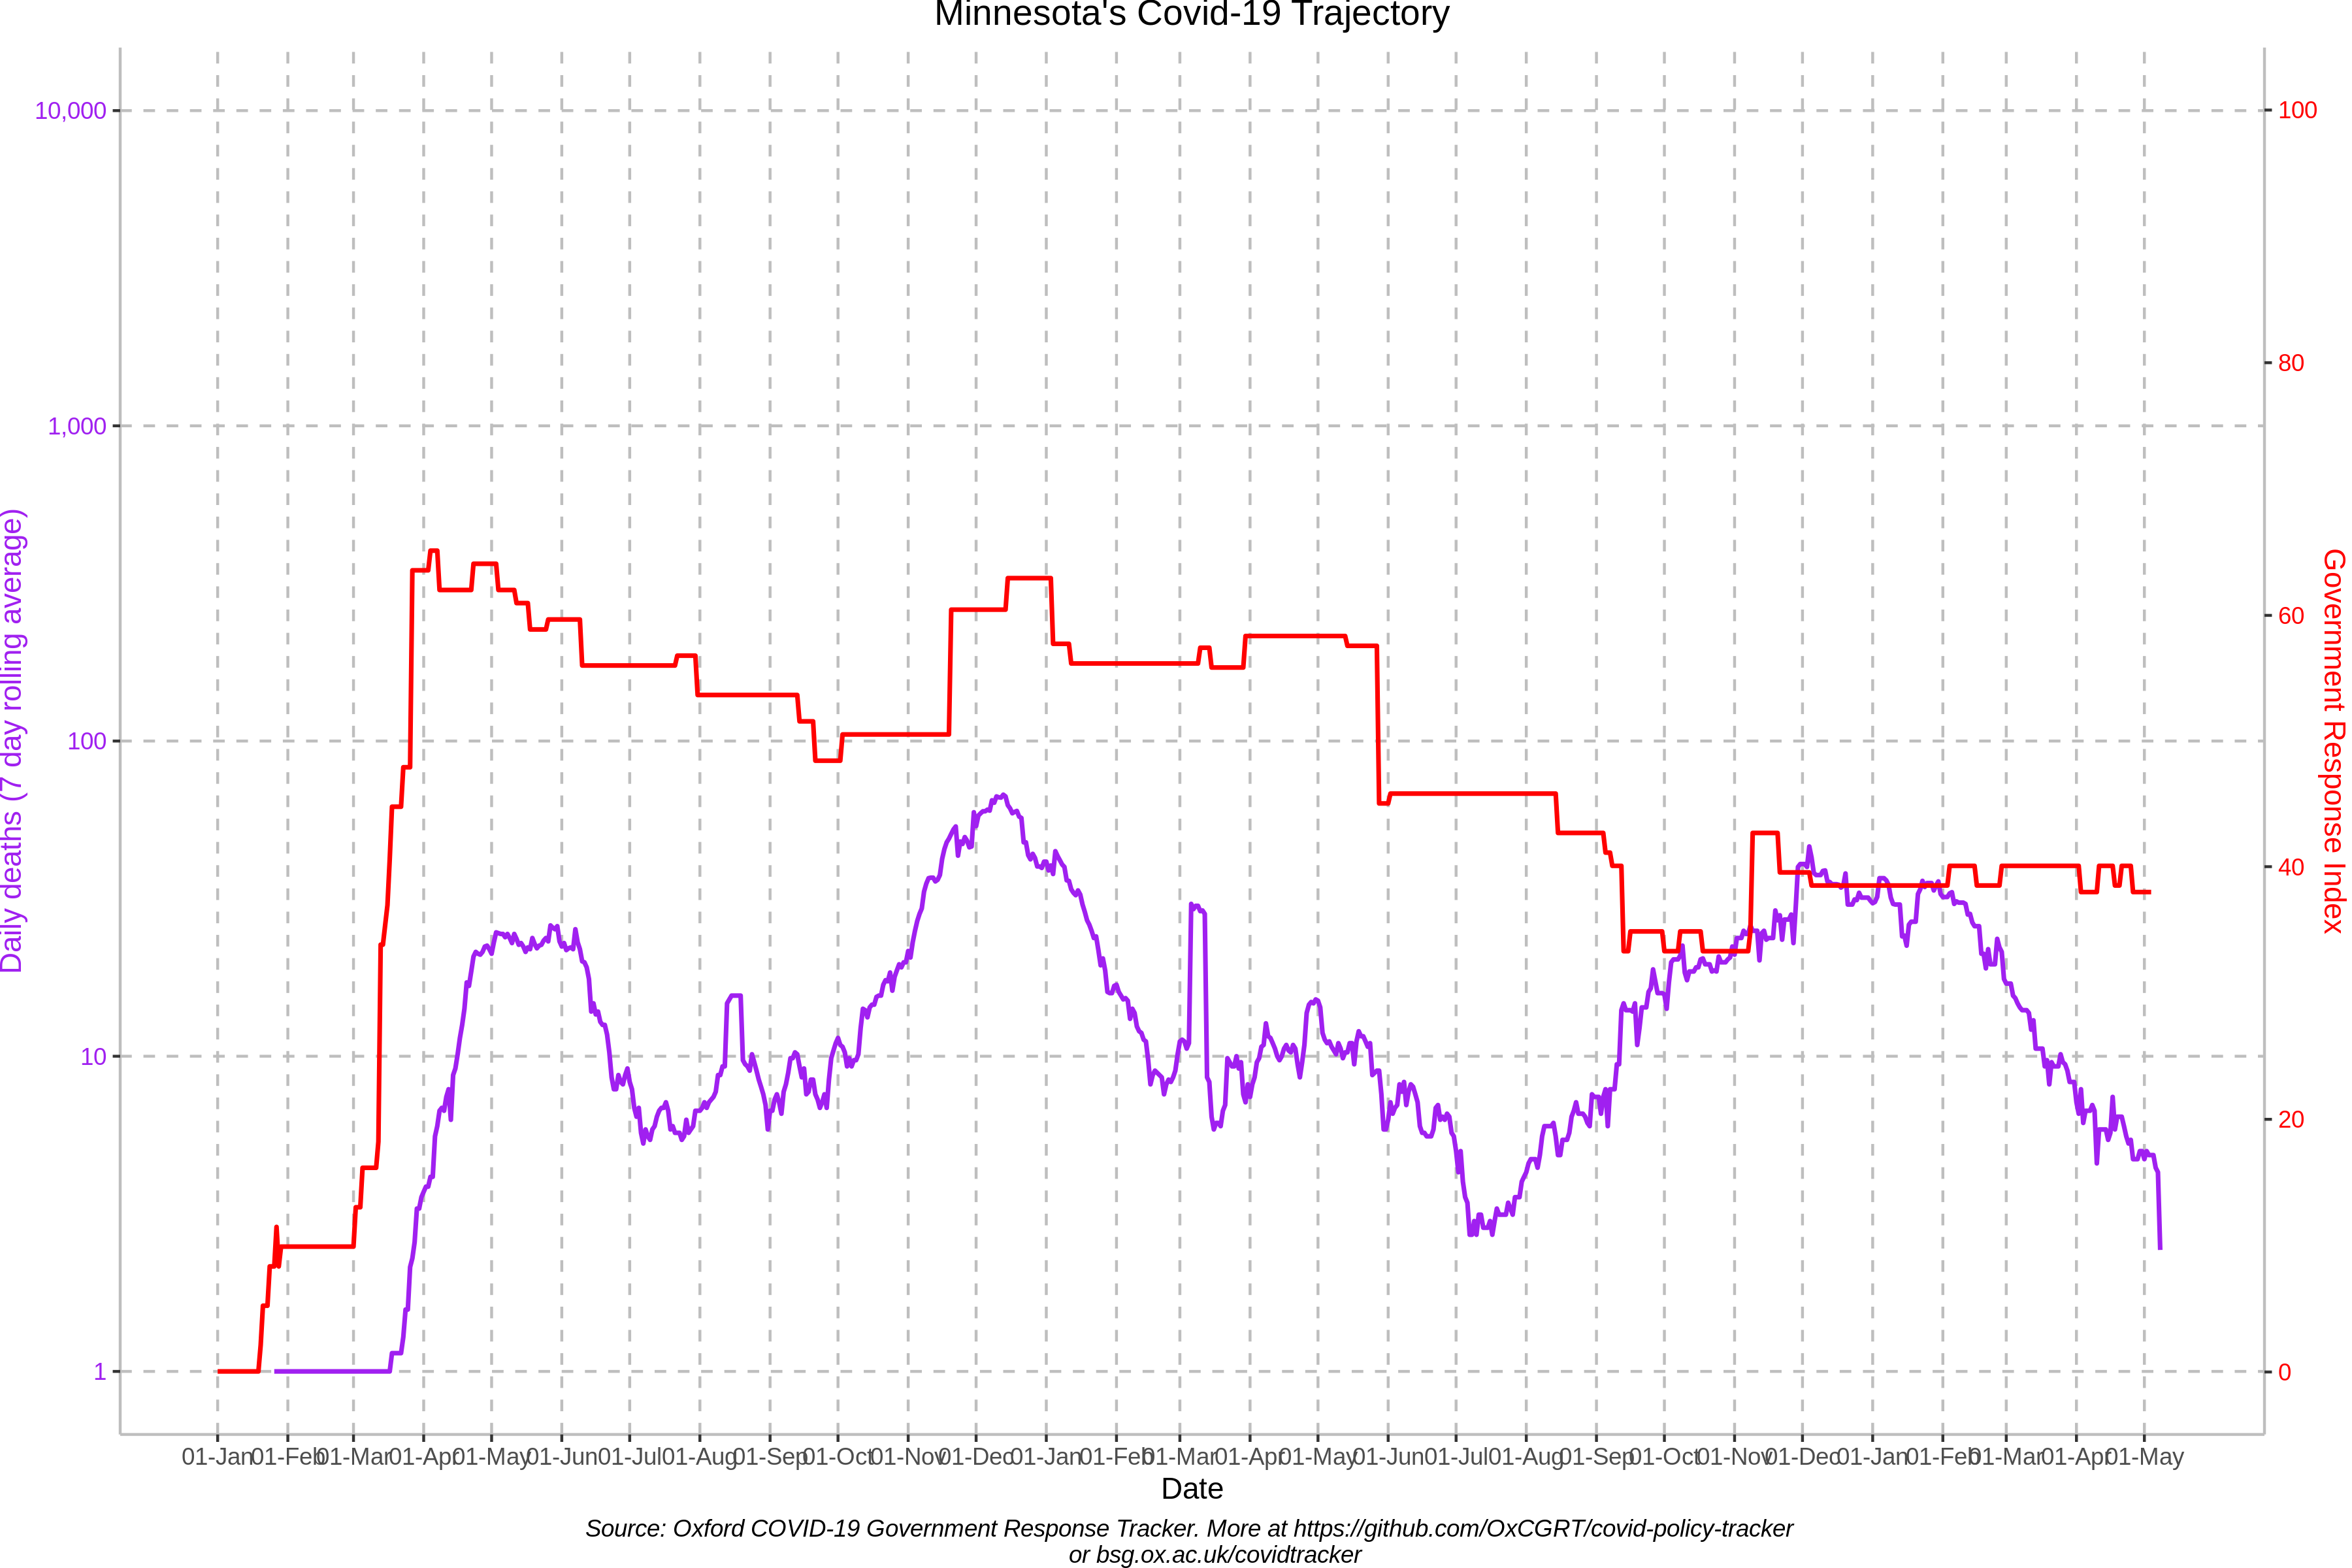 Minnesota's Covid-19 Trajectory
10,000
1,000
100
10
1
Daily deaths (7 day rolling average)
100
80
60
40
20
0
Government Response Index
01-Jan 01-Feb 01-Mar 01-Apr 01-May 01-Jun 01-Jul 01-Aug 01-Sep 01-Oct 01-Nov 01-Dec 01-Jan 01-Feb 01-Mar 01-Apr 01-May 01-Jun 01-Jul 01-Aug 01-Sep 01-Oct 01-Nov 01-Dec 01-Jan 01-Feb 01-Mar 01-Apr 01-May
Date
Source: Oxford COVID-19 Government Response Tracker. More at https://github.com/OxCGRT/covid-policy-tracker
or bsg.ox.ac.uk/covidtracker